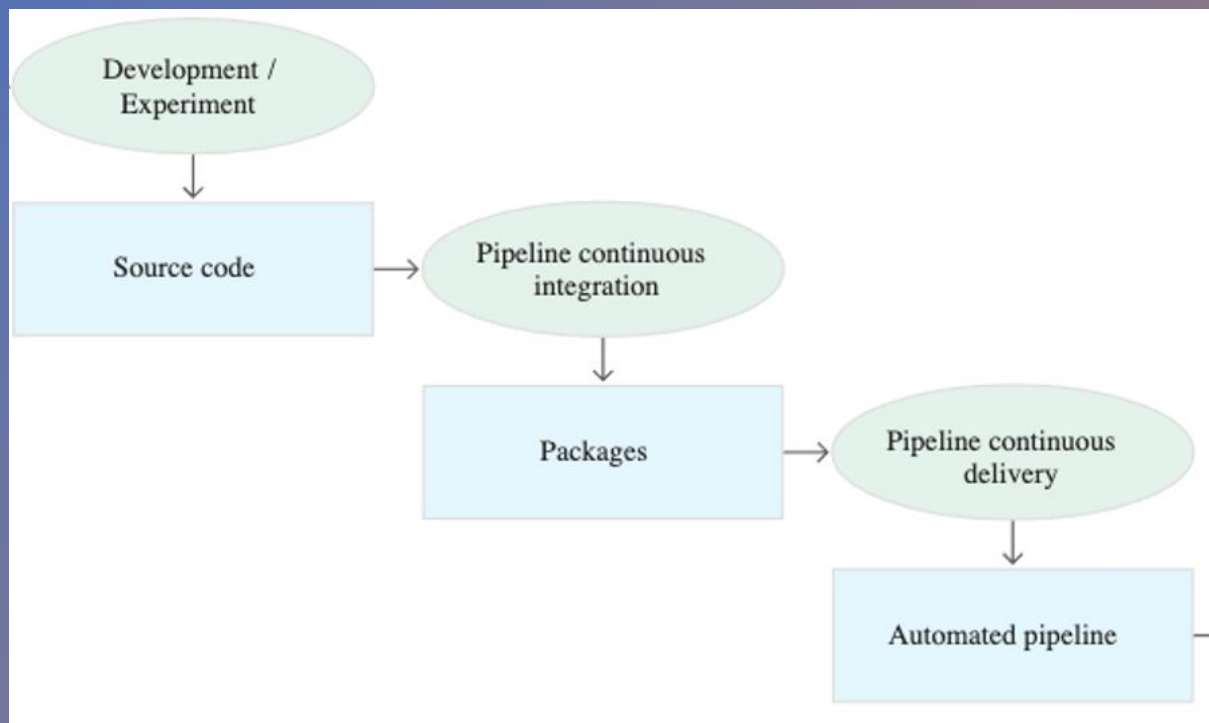 Development /
Experiment
Source code
Pipeline continuous
integration
Packages
Pipeline continuous
delivery
Automated pipeline